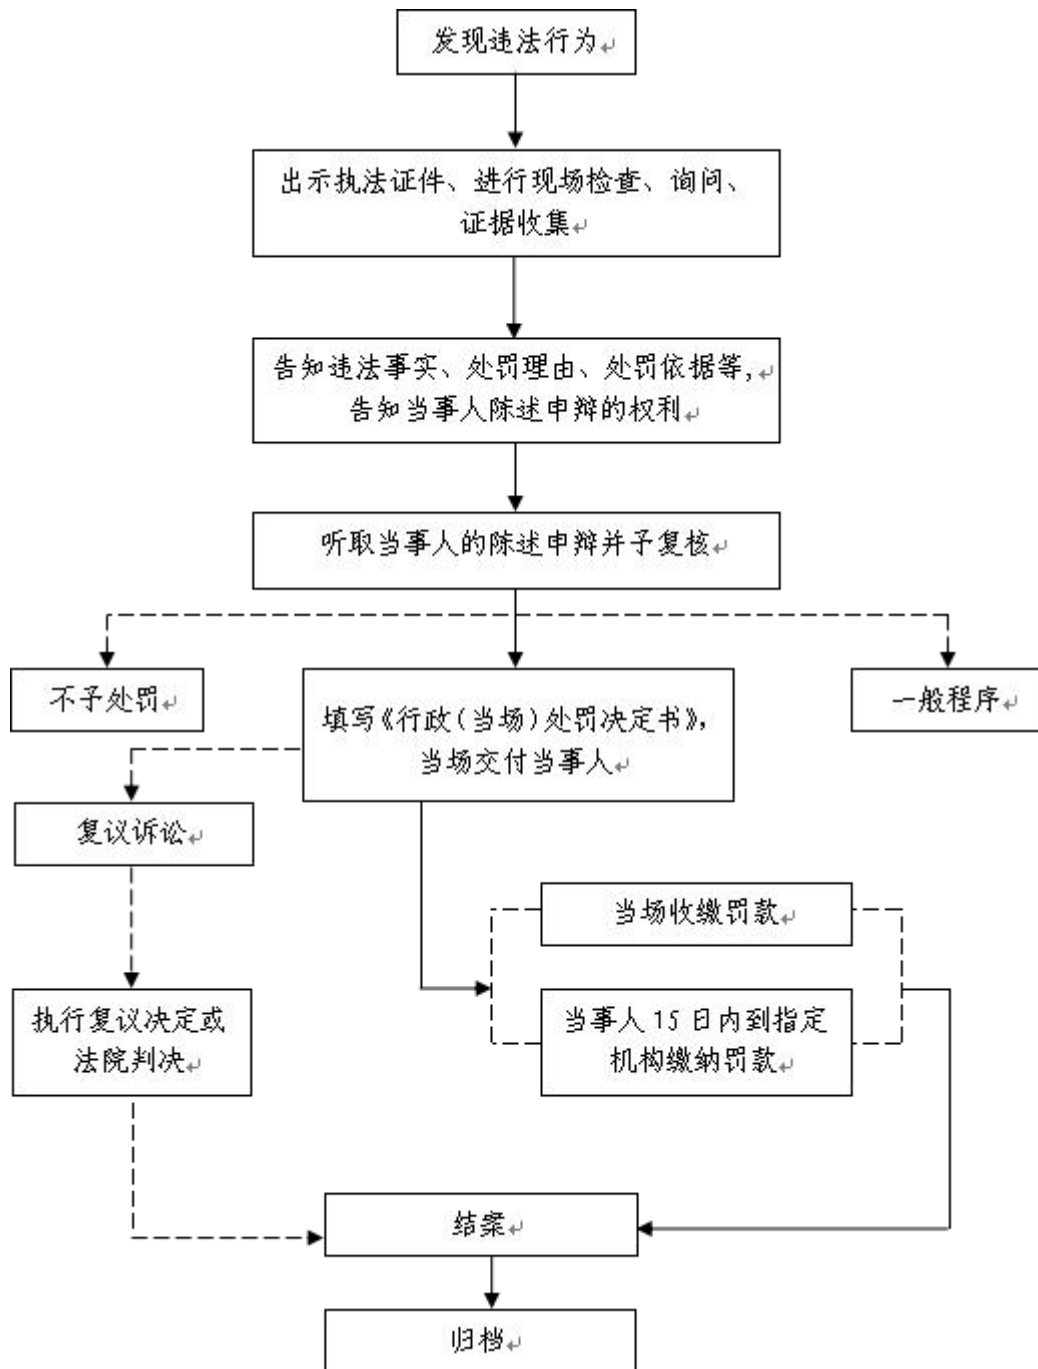 发现违法行为
出示执法证件、进行现场检查、询问、
证据收集
告知违法事实、处罚理由、处罚依据等,
告知当事人陈述申辩的权利
听取当事人的陈述申辩并予复核
不予处罚
填写《行政(当场)处罚决定书》,
当场交付当事人
一般程序
复议诉讼
当场收缴罚款
执行复议决定或
法院判决
当事人 15 日内到指定
机构缴纳罚款
结案
归档